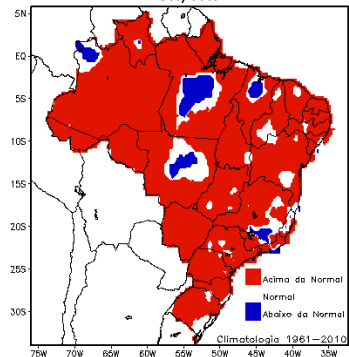 5N
EQ
5S
10S
15S
20S
25S
30S
Acima da Normal
Normal
Abaixo da Normal
Climatologia 1961-2010
75W 70W 65W 60W 55W 50W 45W 40W 35W